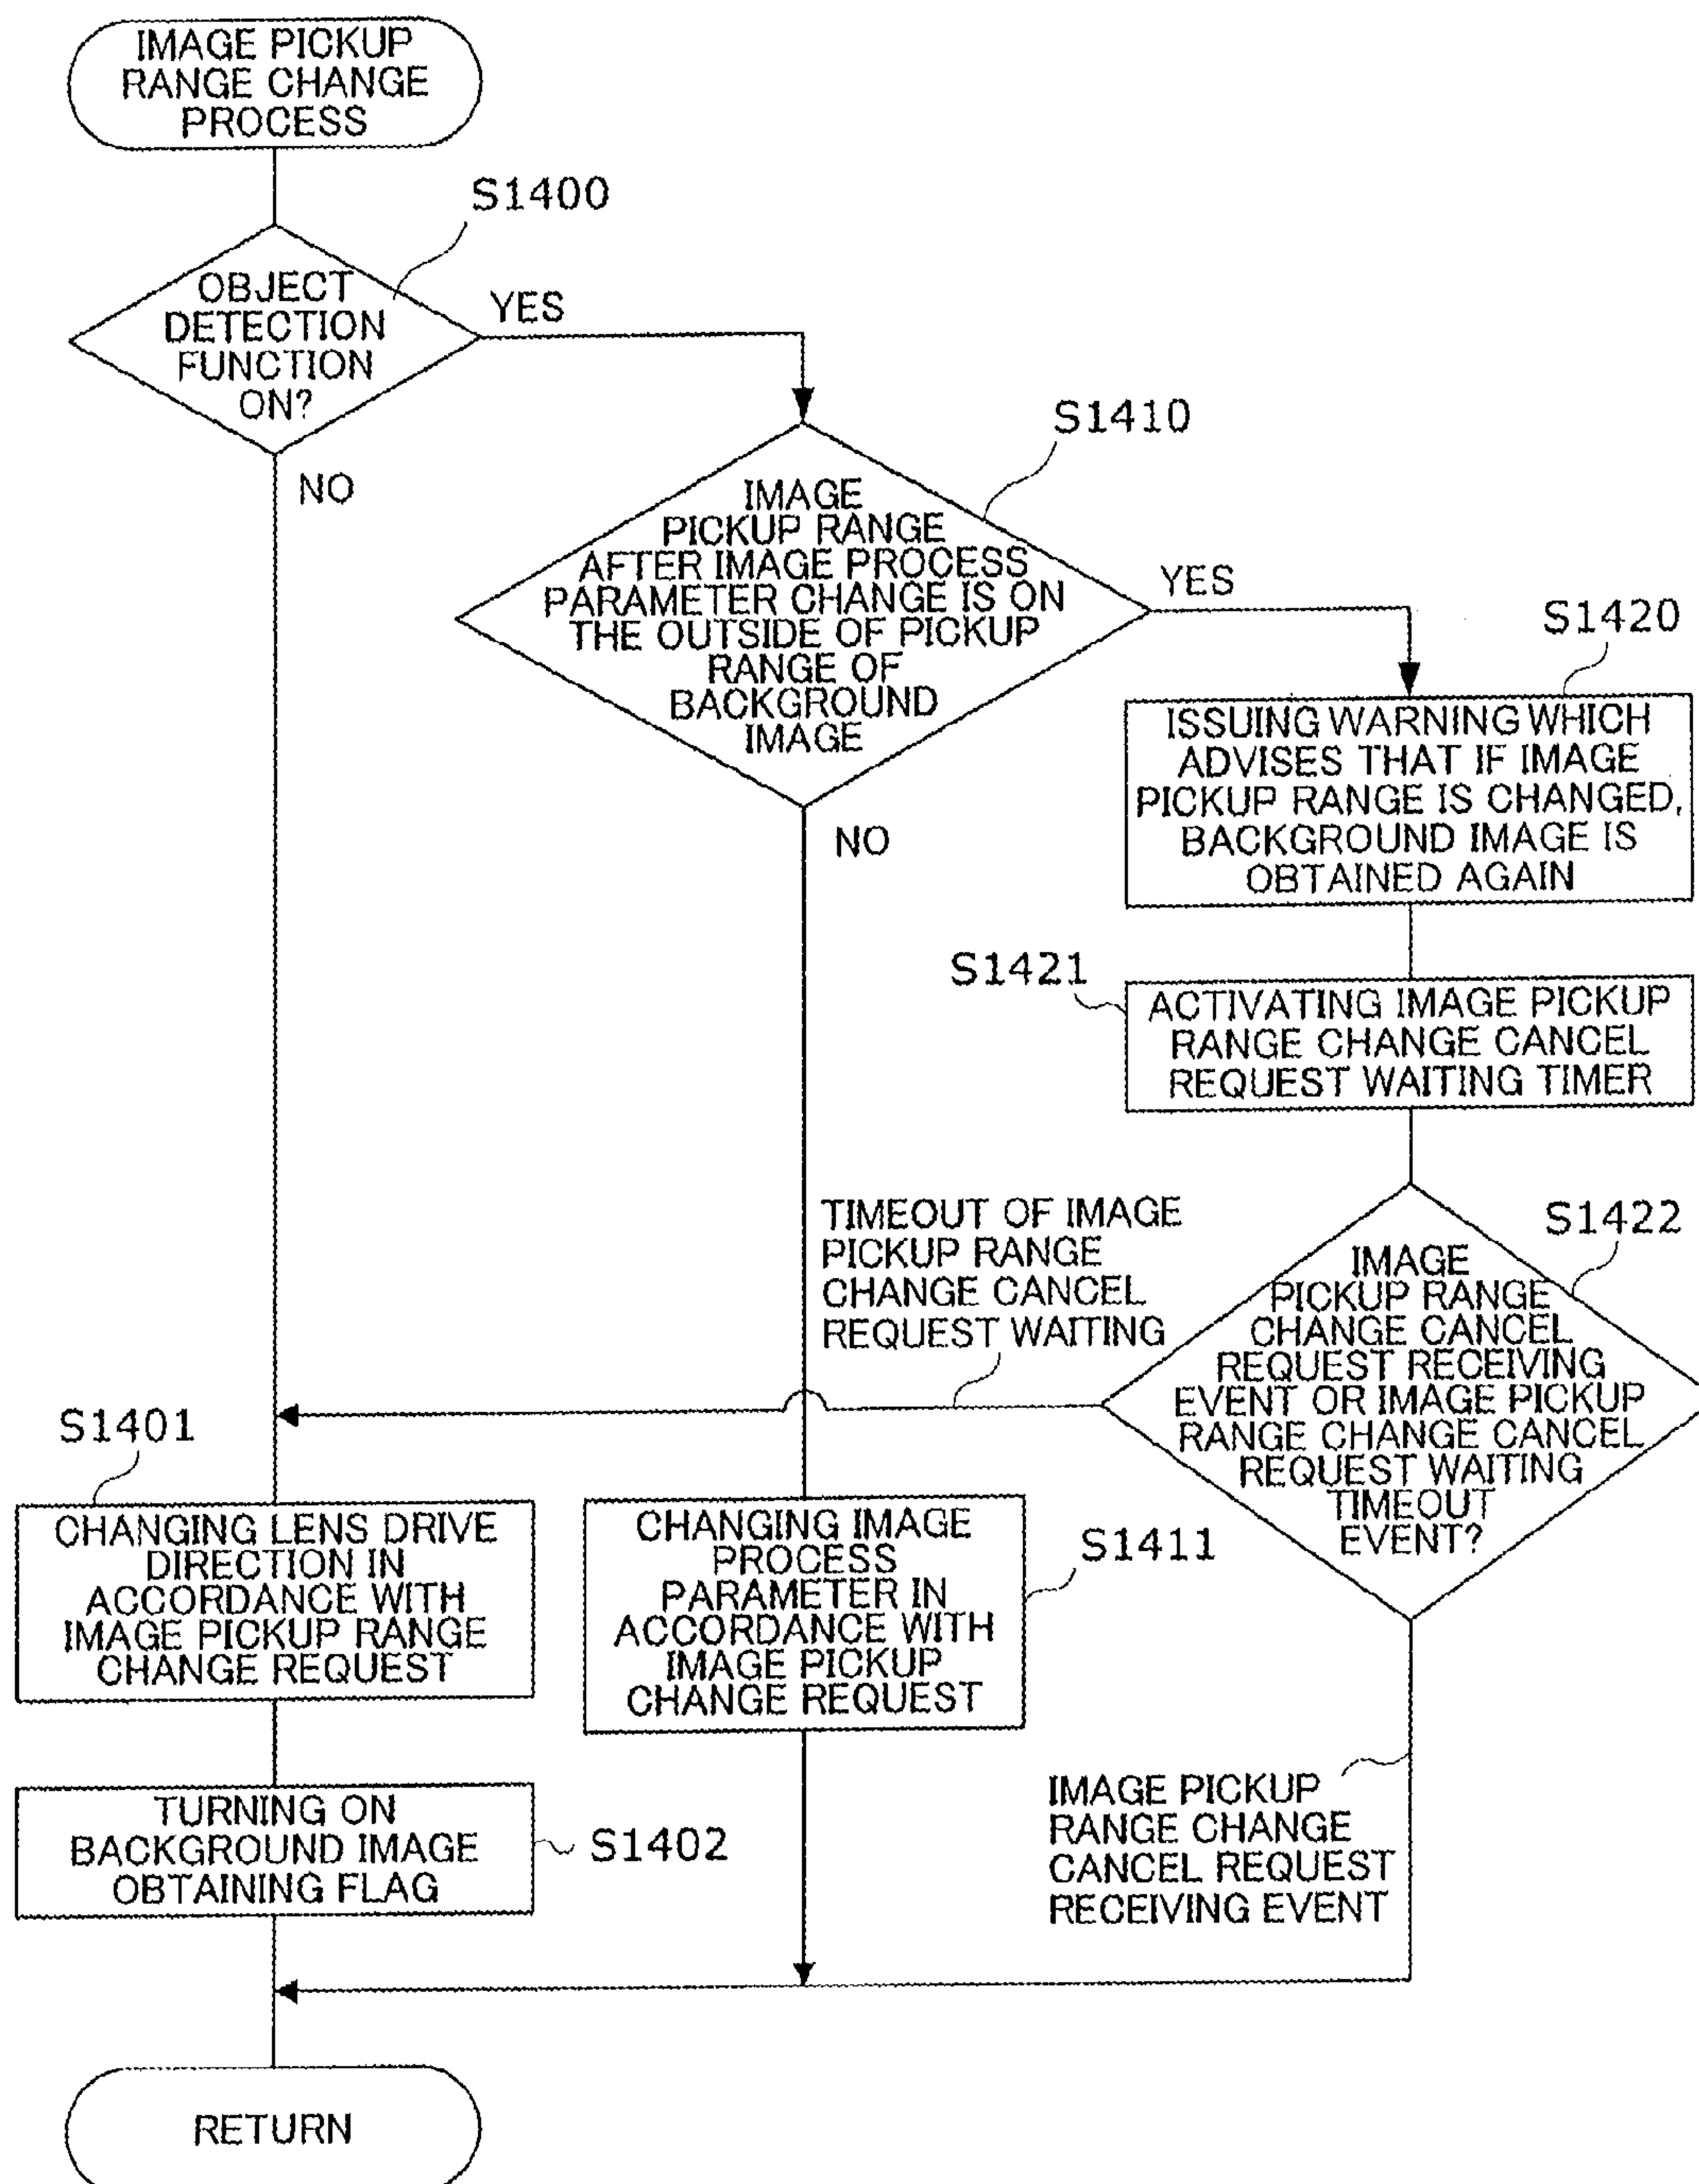 IMAGE PICKUP
RANGE CHANGE
PROCESS
S1400
OBJECT
DETECTION
FUNCTION
ON?
YES
NO
S1410
IMAGE
PICKUP RANGE
AFTER IMAGE PROCESS
PARAMETER CHANGE IS ON
THE OUTSIDE OF PICKUP
RANGE OF
BACKGROUND
IMAGE
YES
NO
S1420
ISSUING WARNING WHICH
ADVISES THAT IF IMAGE
PICKUP RANGE IS CHANGED,
BACKGROUND IMAGE IS
OBTAINED AGAIN
S1421
ACTIVATING IMAGE PICKUP
RANGE CHANGE CANCEL
REQUEST WAITING TIMER
TIMEOUT OF IMAGE
PICKUP RANGE
CHANGE CANCEL
REQUEST WAITING
S1422
IMAGE
PICKUP RANGE
CHANGE CANCEL
REQUEST RECEIVING
EVENT OR IMAGE PICKUP
RANGE CHANGE CANCEL
REQUEST WAITING
TIMEOUT
EVENT?
S1401
CHANGING LENS DRIVE
DIRECTION IN
ACCORDANCE WITH
IMAGE PICKUP RANGE
CHANGE REQUEST
CHANGING IMAGE
PROCESS
PARAMETER IN
ACCORDANCE WITH
IMAGE PICKUP
CHANGE REQUEST
S1411
TURNING ON
BACKGROUND IMAGE
OBTAINING FLAG
S1402
IMAGE PICKUP
RANGE CHANGE
CANCEL REQUEST
RECEIVING EVENT
RETURN